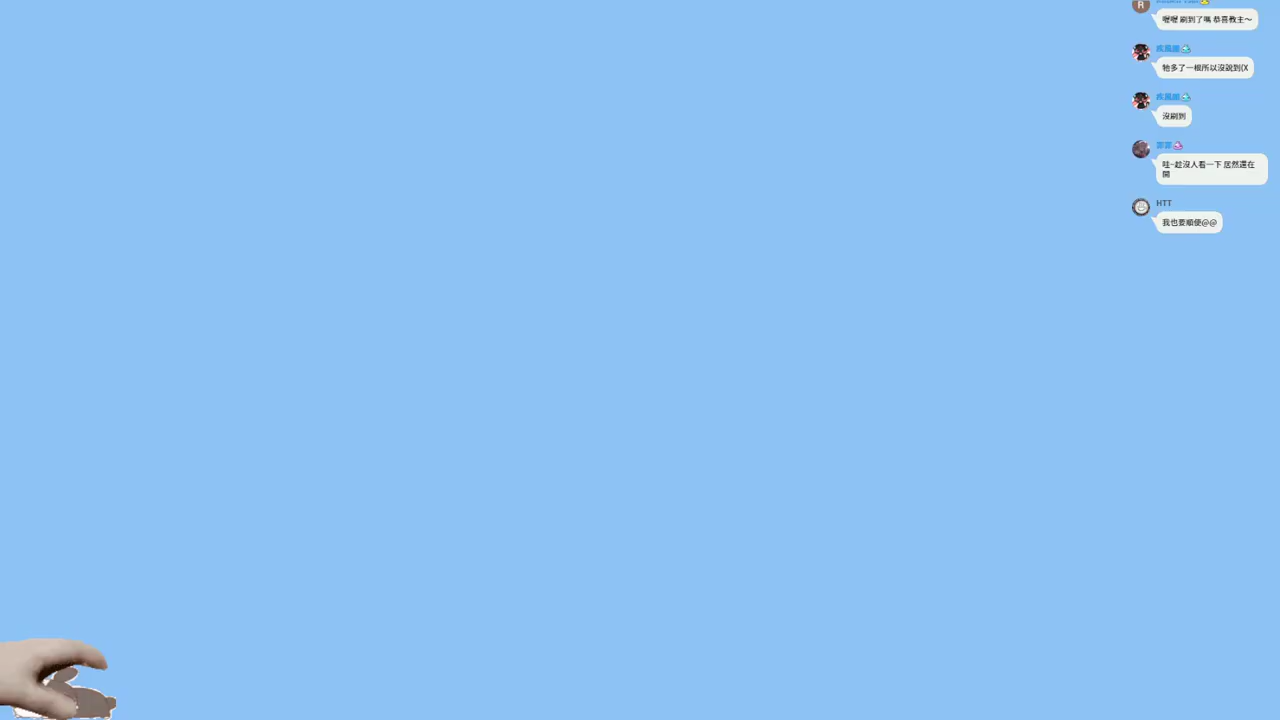 R
喔喔 刷到了嗎 恭喜教主～
牠多了一根所以沒說到(X
沒刷到
哇~趁沒人看一下 居然還在
開
HTT
我也要順便@@